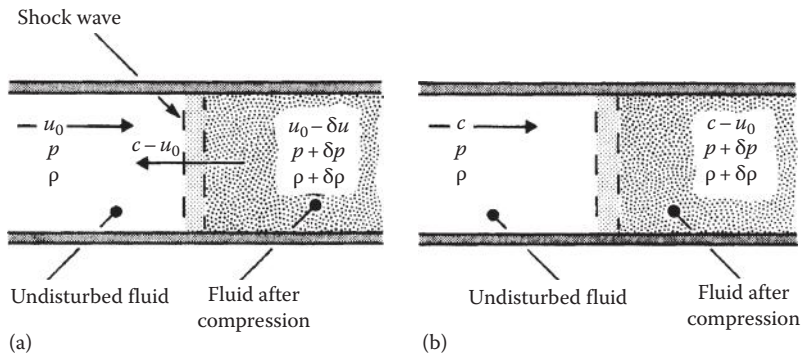 Shock wave
u₀
p
ρ
c – u₀
u₀ – δu
p + δp
ρ + δρ
Undisturbed fluid
Fluid after
compression
(a)
c
p
ρ
c – u₀
p + δp
ρ + δρ
Undisturbed fluid
Fluid after
compression
(b)